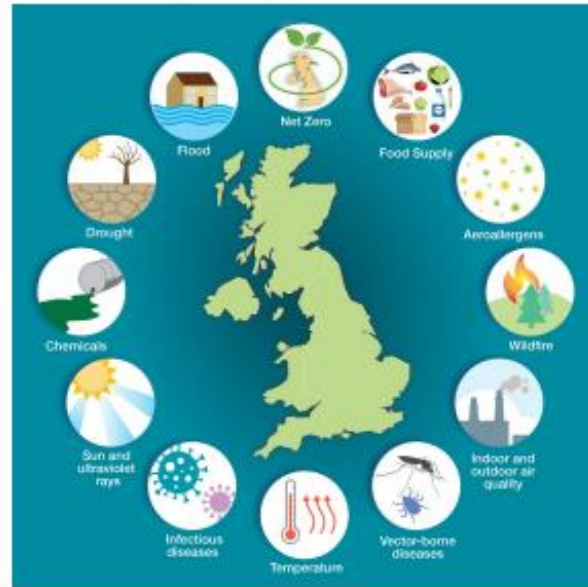 Net Zero
Food Supply
Aeroallergens
Wildfire
Indoor and
outdoor air
quality
Vector-borne
diseases
Temperature
Infectious
diseases
Sun and
ultraviolet
rays
Chemicals
Drought
Flood